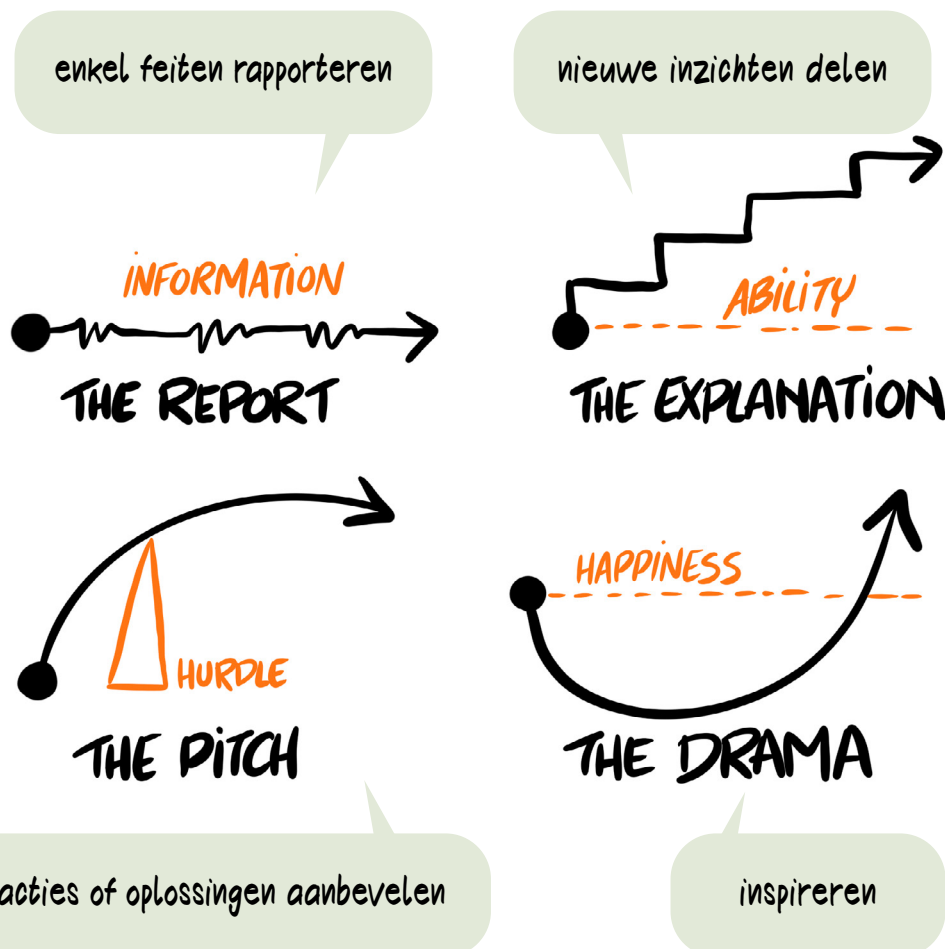 enkel feiten rapporteren
nieuwe inzichten delen
INFORMATION
THE REPORT
ABILITY
THE EXPLANATION
HURDLE
THE PITCH
HAPPINESS
THE DRAMA
acties of oplossingen aanbevelen
inspireren